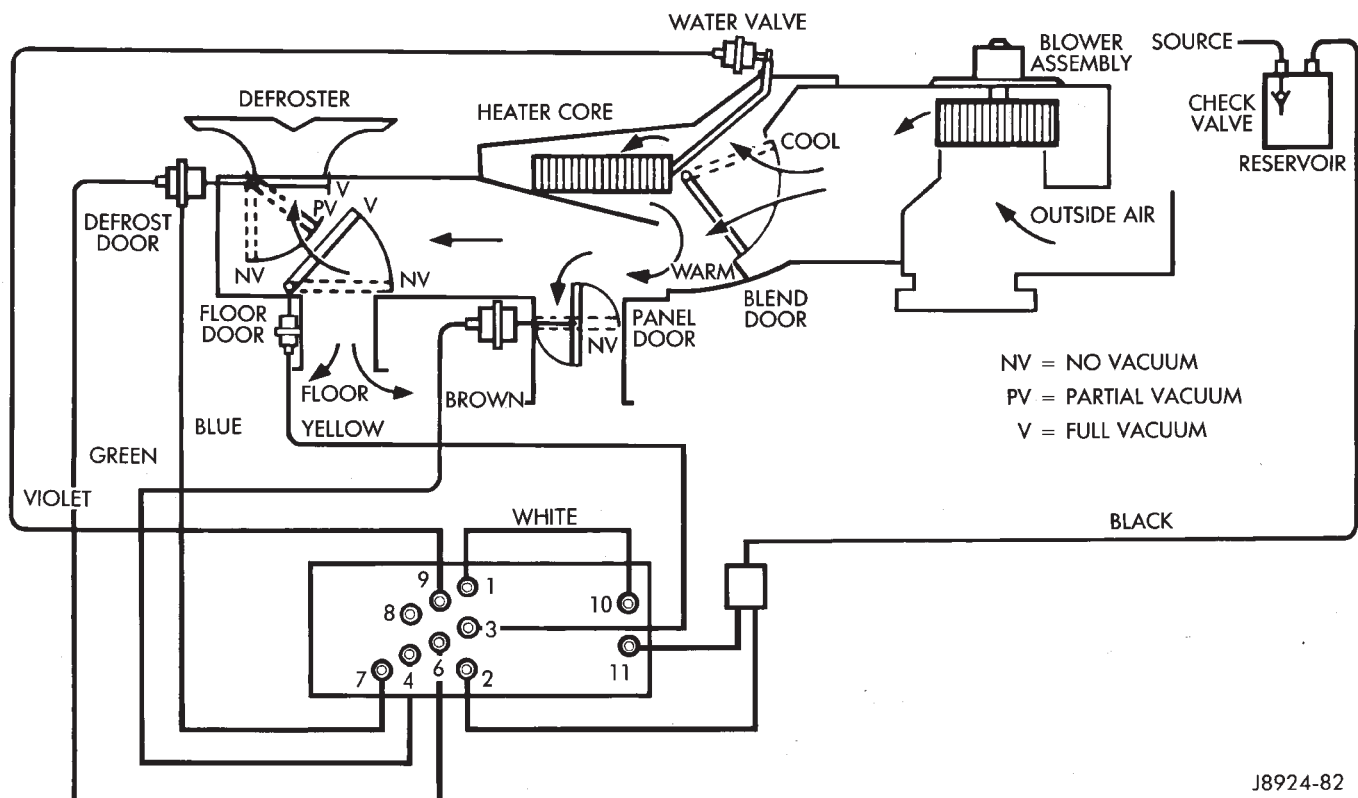 WATER VALVE
BLOWER
ASSEMBLY
SOURCE
CHECK
VALVE
RESERVOIR
DEFROSTER
HEATER CORE
COOL
V
PV
V
DEFROST
DOOR
NV
NV
OUTSIDE AIR
WARM
BLEND
DOOR
FLOOR
DOOR
PANEL
DOOR
NV
FLOOR
BROWN
NV = NO VACUUM
PV = PARTIAL VACUUM
V = FULL VACUUM
BLUE
YELLOW
GREEN
VIOLET
WHITE
BLACK
9
1
8
10
3
7
4
6
2
11
J8924-82